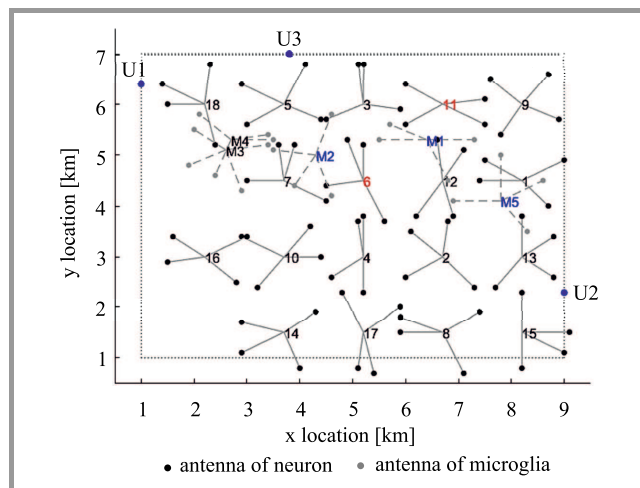 U3
7
U1
11
18 5 3 9
6
M4 M1
M3 M2
5
7 6 12 1
M5
4
16 10 4 2 13
3
U2
2
14 17 8 15
1
y location [km]
1 2 3 4 5 6 7 8 9
x location [km]
antenna of neuron antenna of microglia